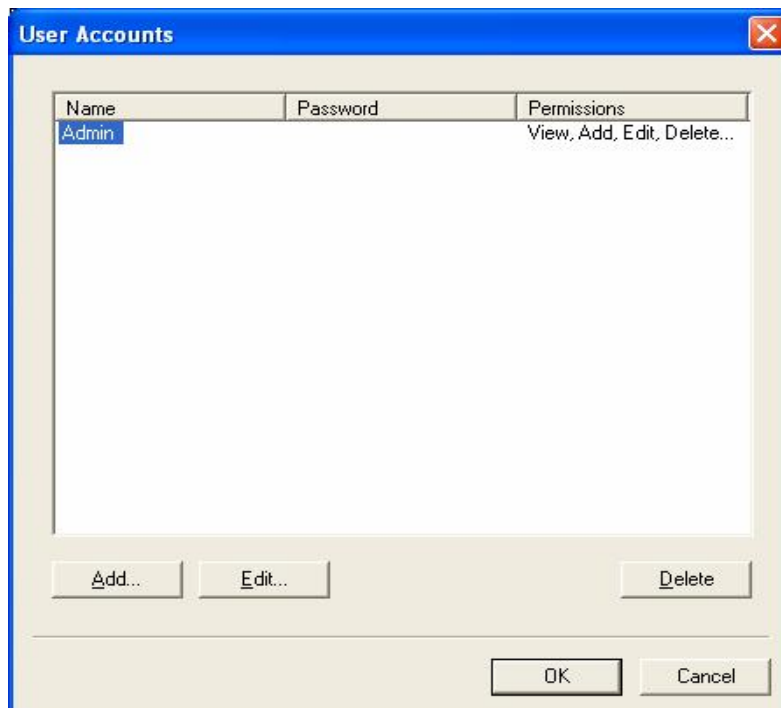 User Accounts
Name Password Permissions
Admin View, Add, Edit, Delete...
Add... Edit... Delete
OK Cancel